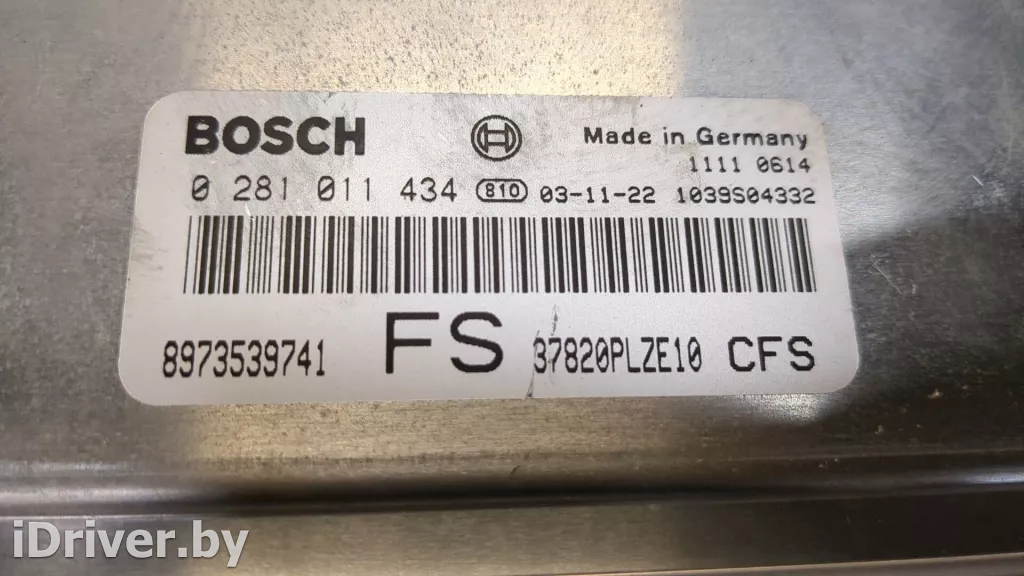 BOSCH
Made in Germany
1111 0614
0 281 011 434 810 03-11-22 1039S04332
8973539741 FS 37820PLZE10 CFS
iDriver.by